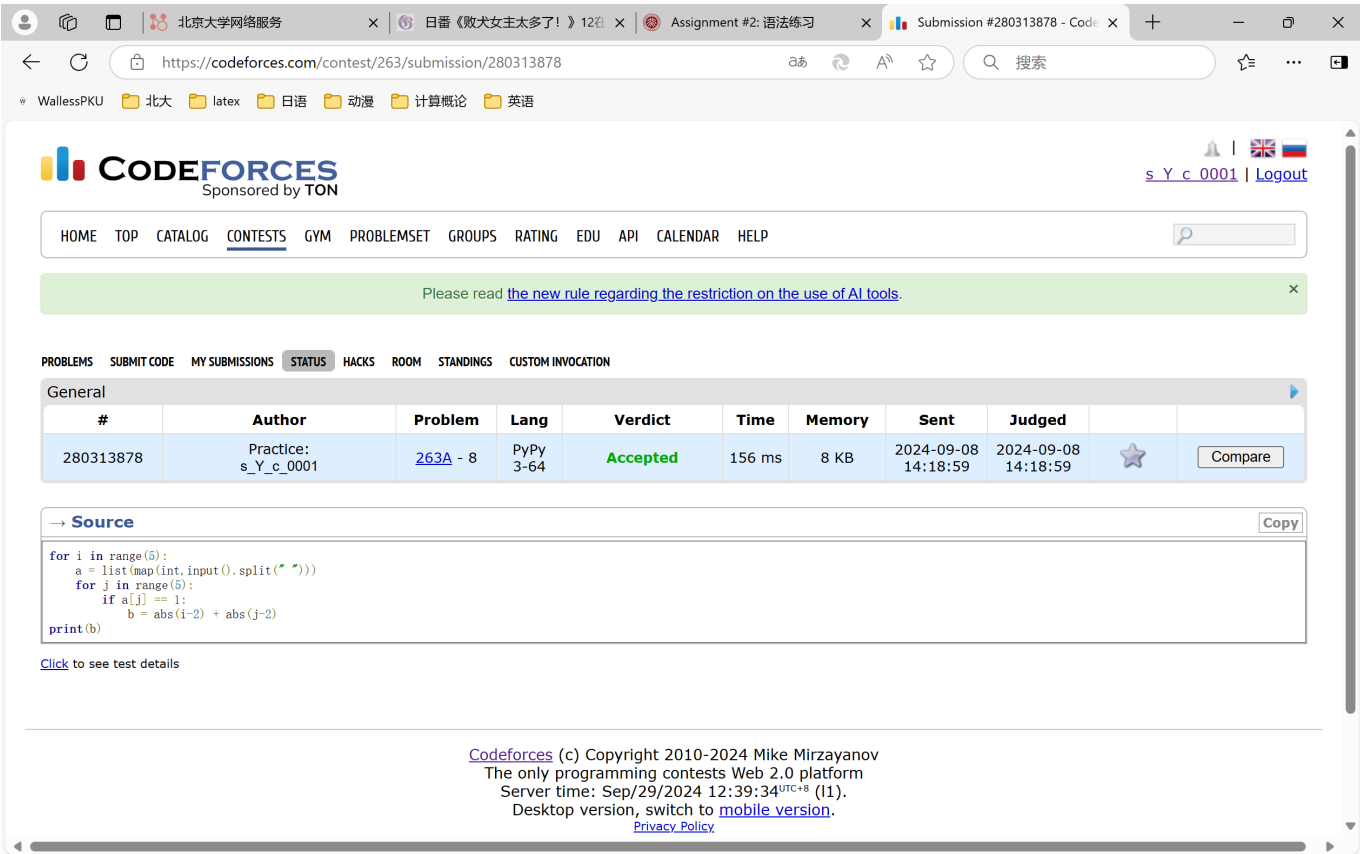 北京大学网络服务
日番《败犬女主太多了！》12在
Assignment #2: 语法练习
Submission #280313878 - Code
https://codeforces.com/contest/263/submission/280313878
搜索
WallessPKU
北大
latex
日语
动漫
计算概论
英语
CODEFORCES
Sponsored by TON
s_Y_c_0001 | Logout
HOME TOP CATALOG CONTESTS GYM PROBLEMSET GROUPS RATING EDU API CALENDAR HELP
Please read the new rule regarding the restriction on the use of AI tools.
PROBLEMS SUBMIT CODE MY SUBMISSIONS STATUS HACKS ROOM STANDINGS CUSTOM INVOCATION
General
# Author Problem Lang Verdict Time Memory Sent Judged
280313878 Practice: s_Y_c_0001 263A - 8 PyPy 3-64 Accepted 156 ms 8 KB 2024-09-08 14:18:59 2024-09-08 14:18:59 Compare
→ Source
Copy
for i in range(5):
    a = list(map(int,input().split(" ")))
    for j in range(5):
        if a[j] == 1:
            b = abs(i-2) + abs(j-2)
print(b)
Click to see test details
Codeforces (c) Copyright 2010-2024 Mike Mirzayanov
The only programming contests Web 2.0 platform
Server time: Sep/29/2024 12:39:34 UTC+8 (l1).
Desktop version, switch to mobile version.
Privacy Policy